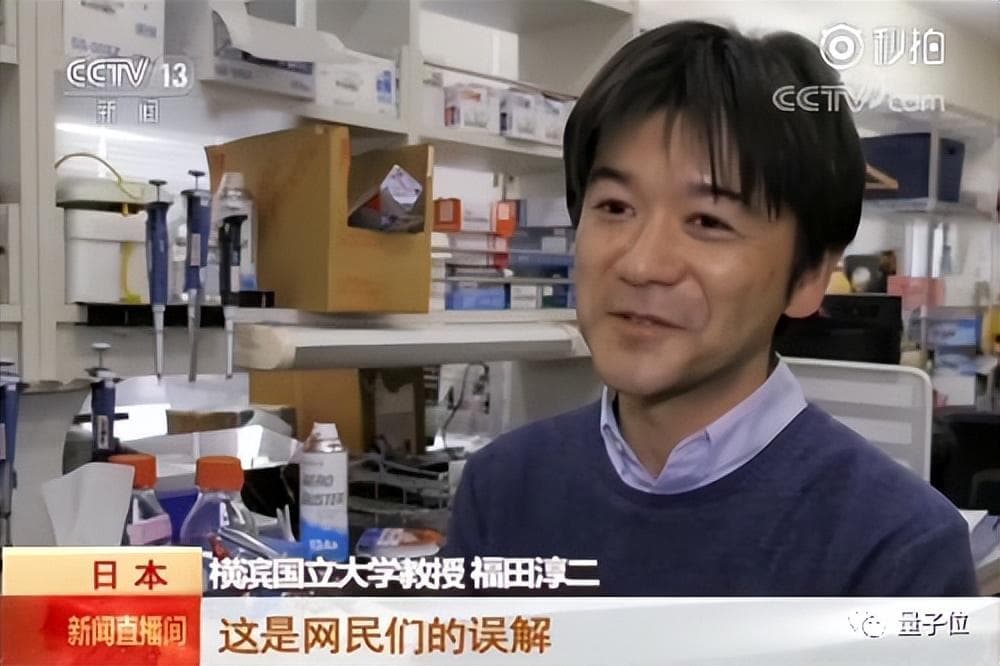 CCTV 13
新闻
秒拍
CCTV.com
日本
横滨国立大学教授 福田淳二
新闻直播间
这是网民们的误解
量子位